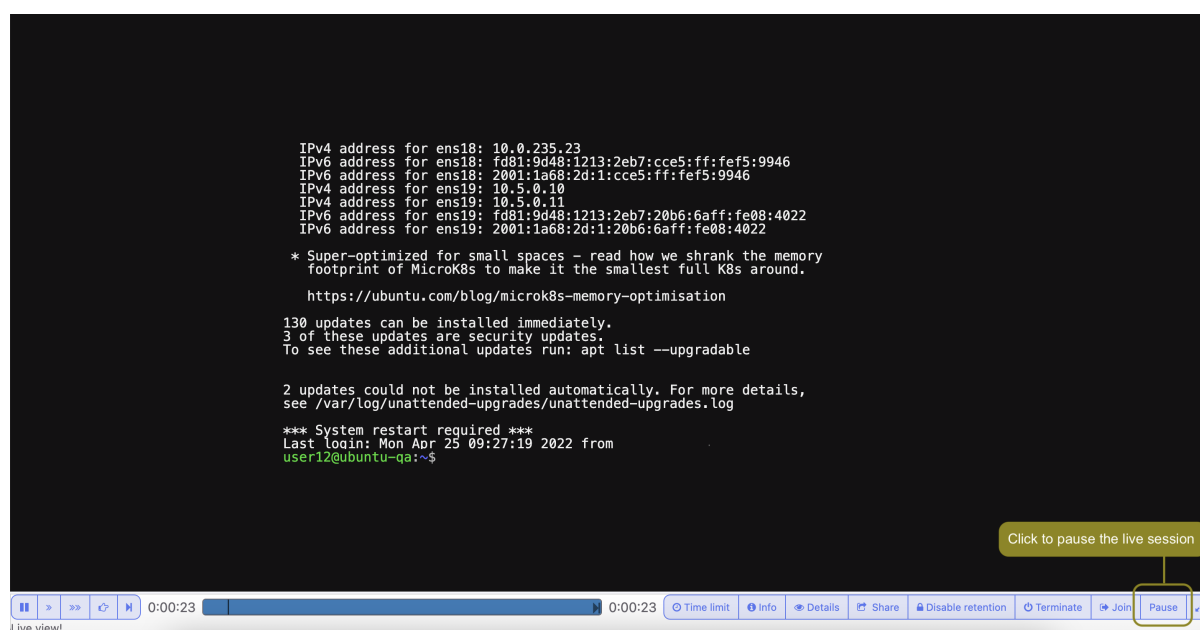 IPv4 address for ens18: 10.0.235.23
IPv6 address for ens18: fd81:9d48:1213:2eb7:cce5:ff:fef5:9946
IPv6 address for ens18: 2001:1a68:2d:1:cce5:ff:fef5:9946
IPv4 address for ens19: 10.5.0.10
IPv4 address for ens19: 10.5.0.11
IPv6 address for ens19: fd81:9d48:1213:2eb7:20b6:6aff:fe08:4022
IPv6 address for ens19: 2001:1a68:2d:1:20b6:6aff:fe08:4022
* Super-optimized for small spaces - read how we shrank the memory
footprint of MicroK8s to make it the smallest full K8s around.
https://ubuntu.com/blog/microk8s-memory-optimisation
130 updates can be installed immediately.
3 of these updates are security updates.
To see these additional updates run: apt list --upgradable
2 updates could not be installed automatically. For more details,
see /var/log/unattended-upgrades/unattended-upgrades.log
*** System restart required ***
Last login: Mon Apr 25 09:27:19 2022 from
user12@ubuntu-qa:~$
Click to pause the live session
0:00:23 0:00:23 Time limit Info Details Share Disable retention Terminate Join Pause
Live view!